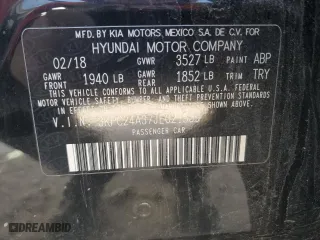 MFD. BY KIA MOTORS MEXICO S.A. DE C.V. FOR
HYUNDAI MOTOR COMPANY
02/18 GVWR 3527 LB PAINT ABP
GAWR FRONT 1940 LB GAWR REAR 1852 LB TRIM TRY
THIS VEHICLE CONFORMS TO ALL APPLICABLE
U.S.A. FEDERAL MOTOR VEHICLE SAFETY, BUMPER,
AND THEFT PREVENTION STANDARDS IN EFFECT ON
THE DATE OF MANUFACTURE SHOWN ABOVE.
PASSENGER CAR